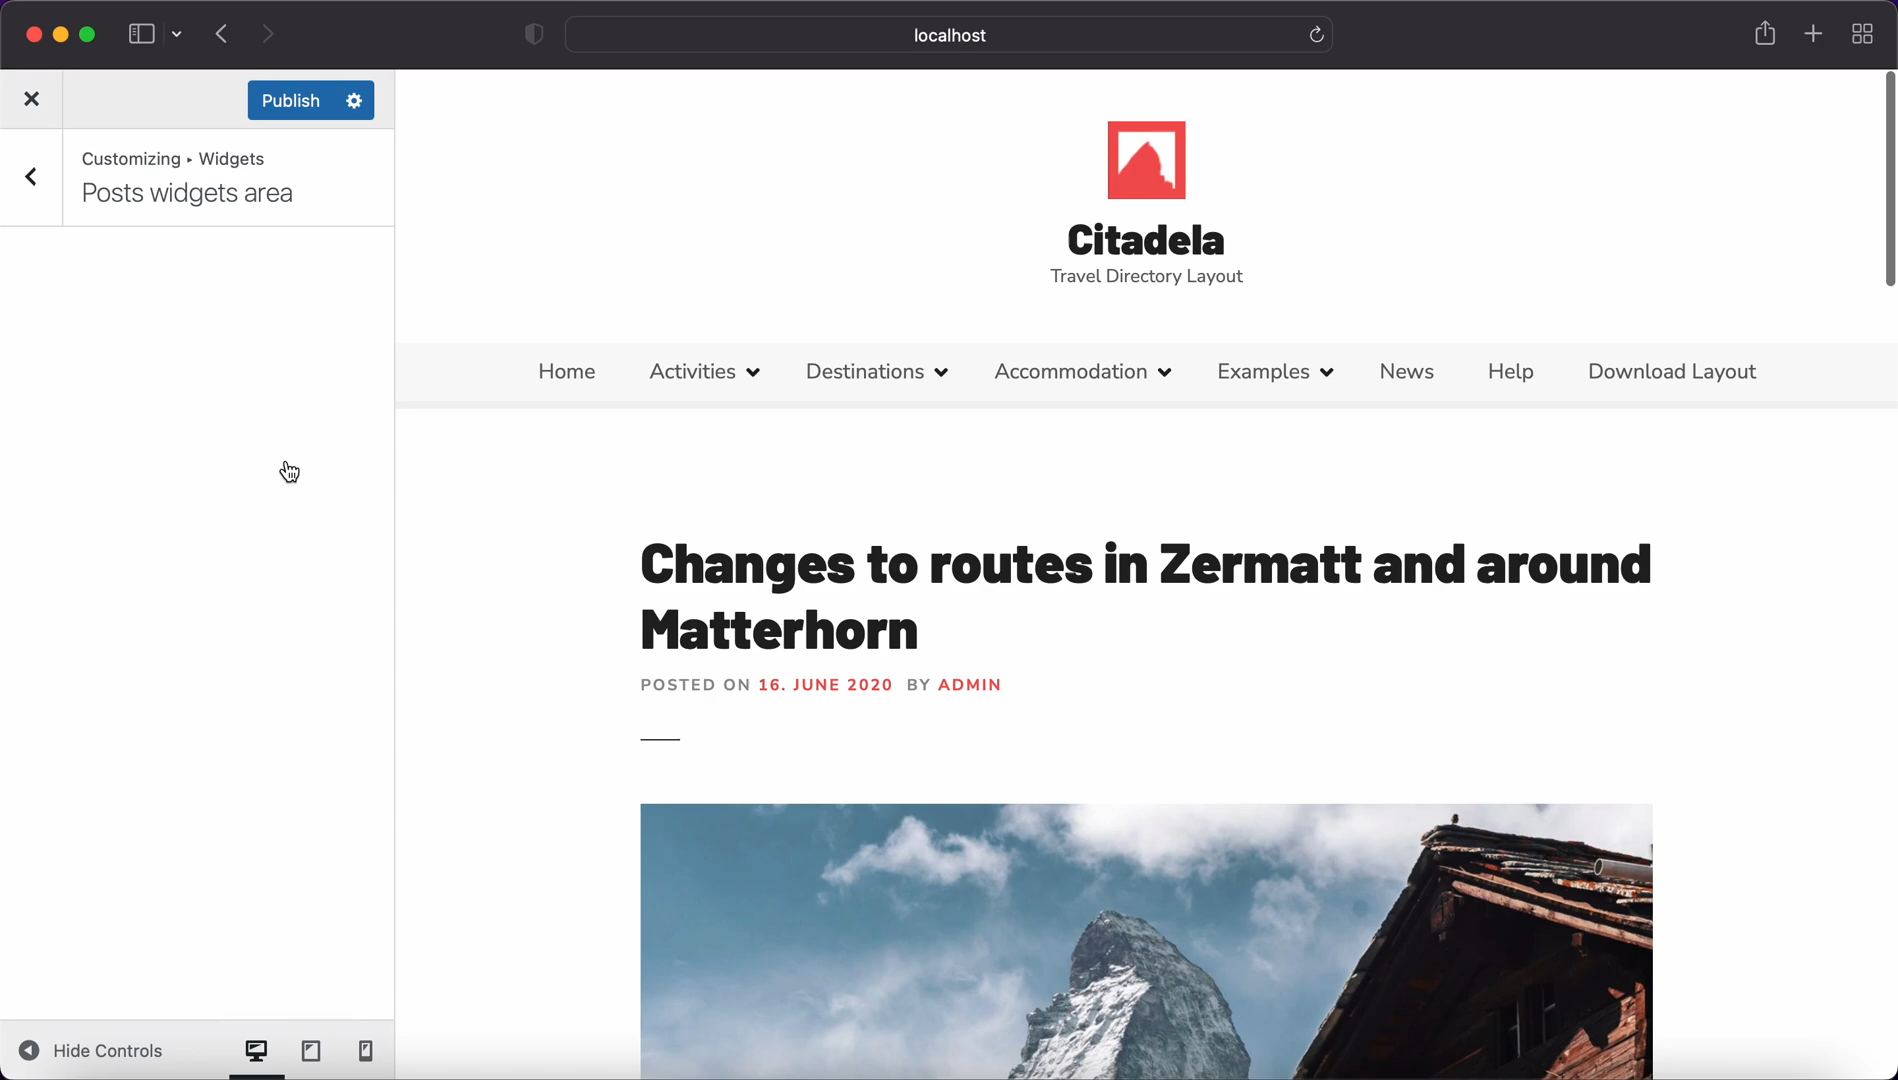 localhost
Publish
Customizing ▸ Widgets
Posts widgets area
Citadela
Travel Directory Layout
Home Activities Destinations Accommodation Examples News Help Download Layout
Changes to routes in Zermatt and around
Matterhorn
POSTED ON 16. JUNE 2020 BY ADMIN
Hide Controls